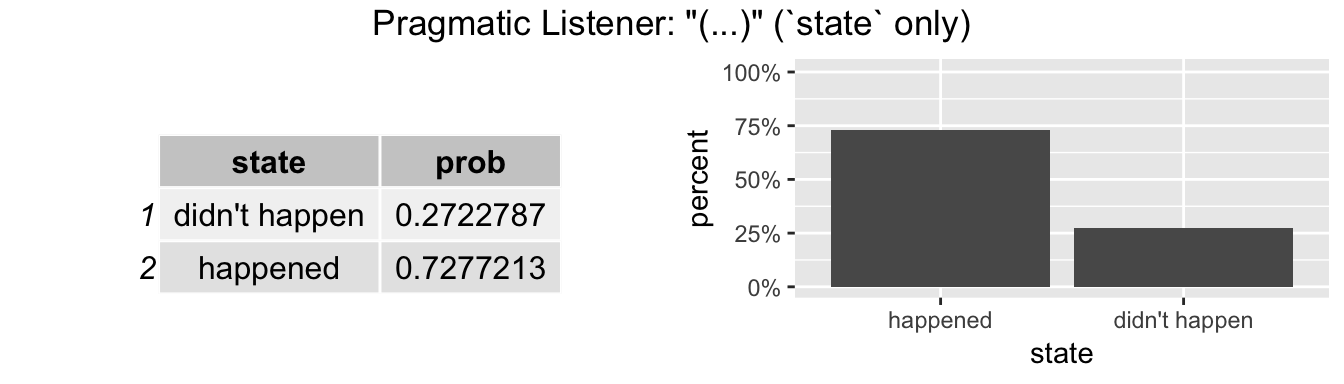 Pragmatic Listener: "(...)" (`state` only)
state prob
1 didn't happen 0.2722787
2 happened 0.7277213
100%
75%
50%
25%
0%
percent
happened didn't happen
state